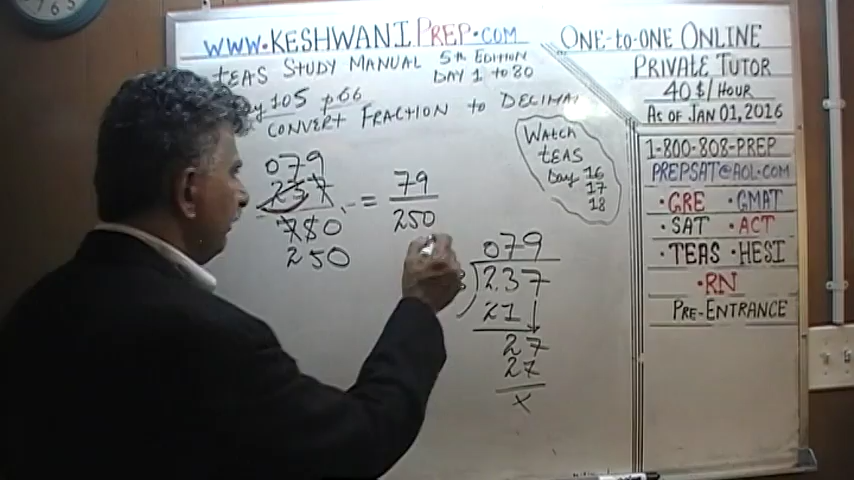 WWW.KESHWANIPREP.COM
TEAS STUDY MANUAL 5th EDITION
DAY 1 to 80
105 p66
CONVERT FRACTION to DECIMAL
WATCH
TEAS
Day 16
17
18
079
237
750
250
= 79
250
079
237
21
27
27
x
ONE-to-ONE ONLINE
PRIVATE TUTOR
40$/HOUR
AS OF JAN 01,2016
1-800-808-PREP
PREPSAT@AOL.COM
•GRE •GMAT
•SAT •ACT
•TEAS •HESI
•RN
PRE-ENTRANCE